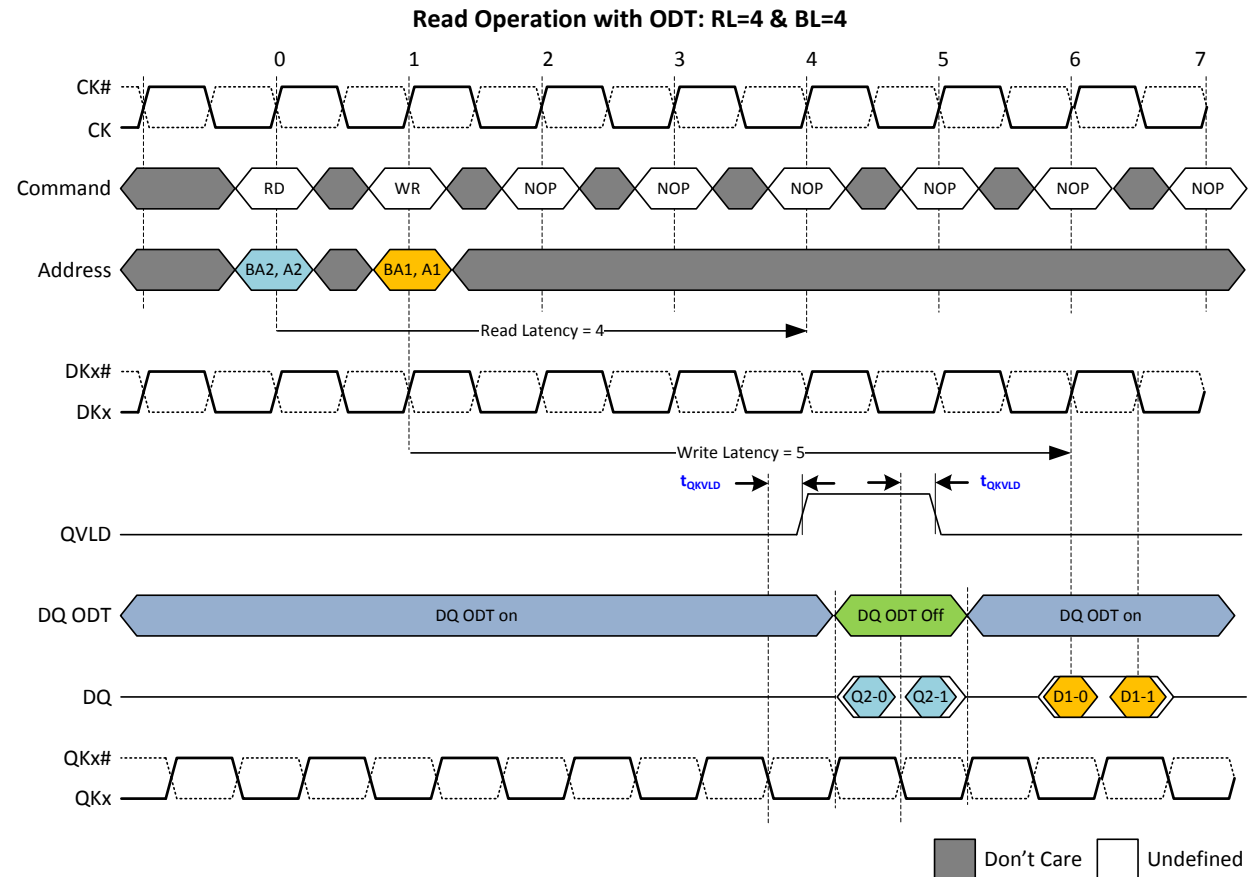 Read Operation with ODT: RL=4 & BL=4
0 1 2 3 4 5 6 7
CK#
CK
Command RD WR NOP NOP NOP NOP NOP NOP
Address BA2, A2 BA1, A1
Read Latency = 4
DKx#
DKx
Write Latency = 5
tQKVLD tQKVLD
QVLD
DQ ODT DQ ODT on DQ ODT Off DQ ODT on
DQ Q2-0 Q2-1 D1-0 D1-1
QKx#
QKx
Don't Care Undefined